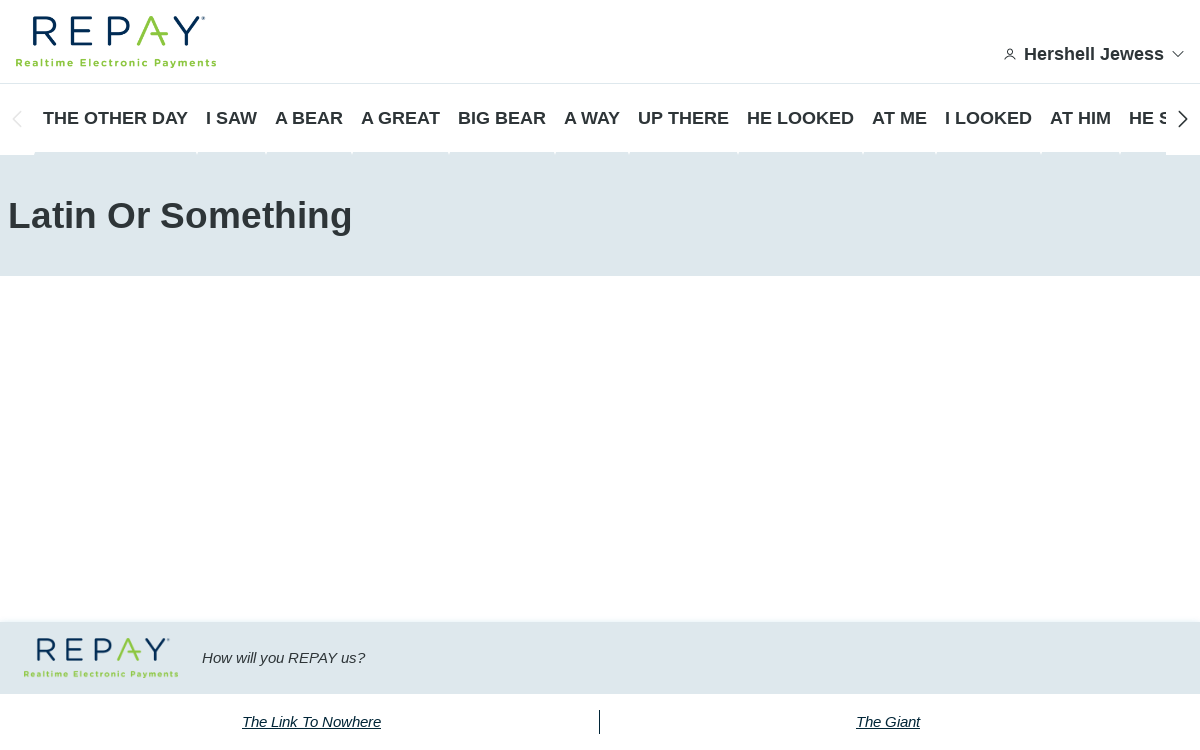 REPAY®
Realtime Electronic Payments
Hershell Jewess
THE OTHER DAY I SAW A BEAR A GREAT BIG BEAR A WAY UP THERE HE LOOKED AT ME I LOOKED AT HIM HE S
Latin Or Something
REPAY®
Realtime Electronic Payments
How will you REPAY us?
The Link To Nowhere
The Giant